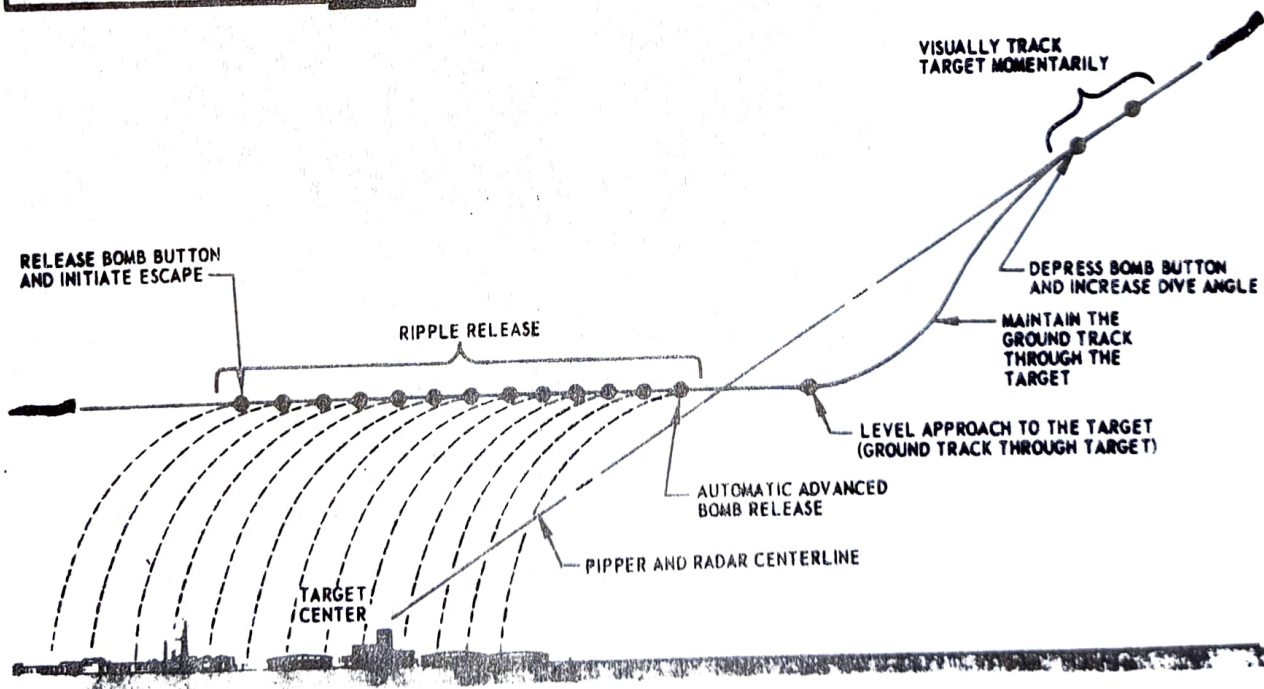 VISUALLY TRACK
TARGET MOMENTARILY
RELEASE BOMB BUTTON
AND INITIATE ESCAPE
RIPPLE RELEASE
DEPRESS BOMB BUTTON
AND INCREASE DIVE ANGLE
MAINTAIN THE
GROUND TRACK
THROUGH THE
TARGET
LEVEL APPROACH TO THE TARGET
(GROUND TRACK THROUGH TARGET)
AUTOMATIC ADVANCED
BOMB RELEASE
PIPPER AND RADAR CENTERLINE
TARGET
CENTER